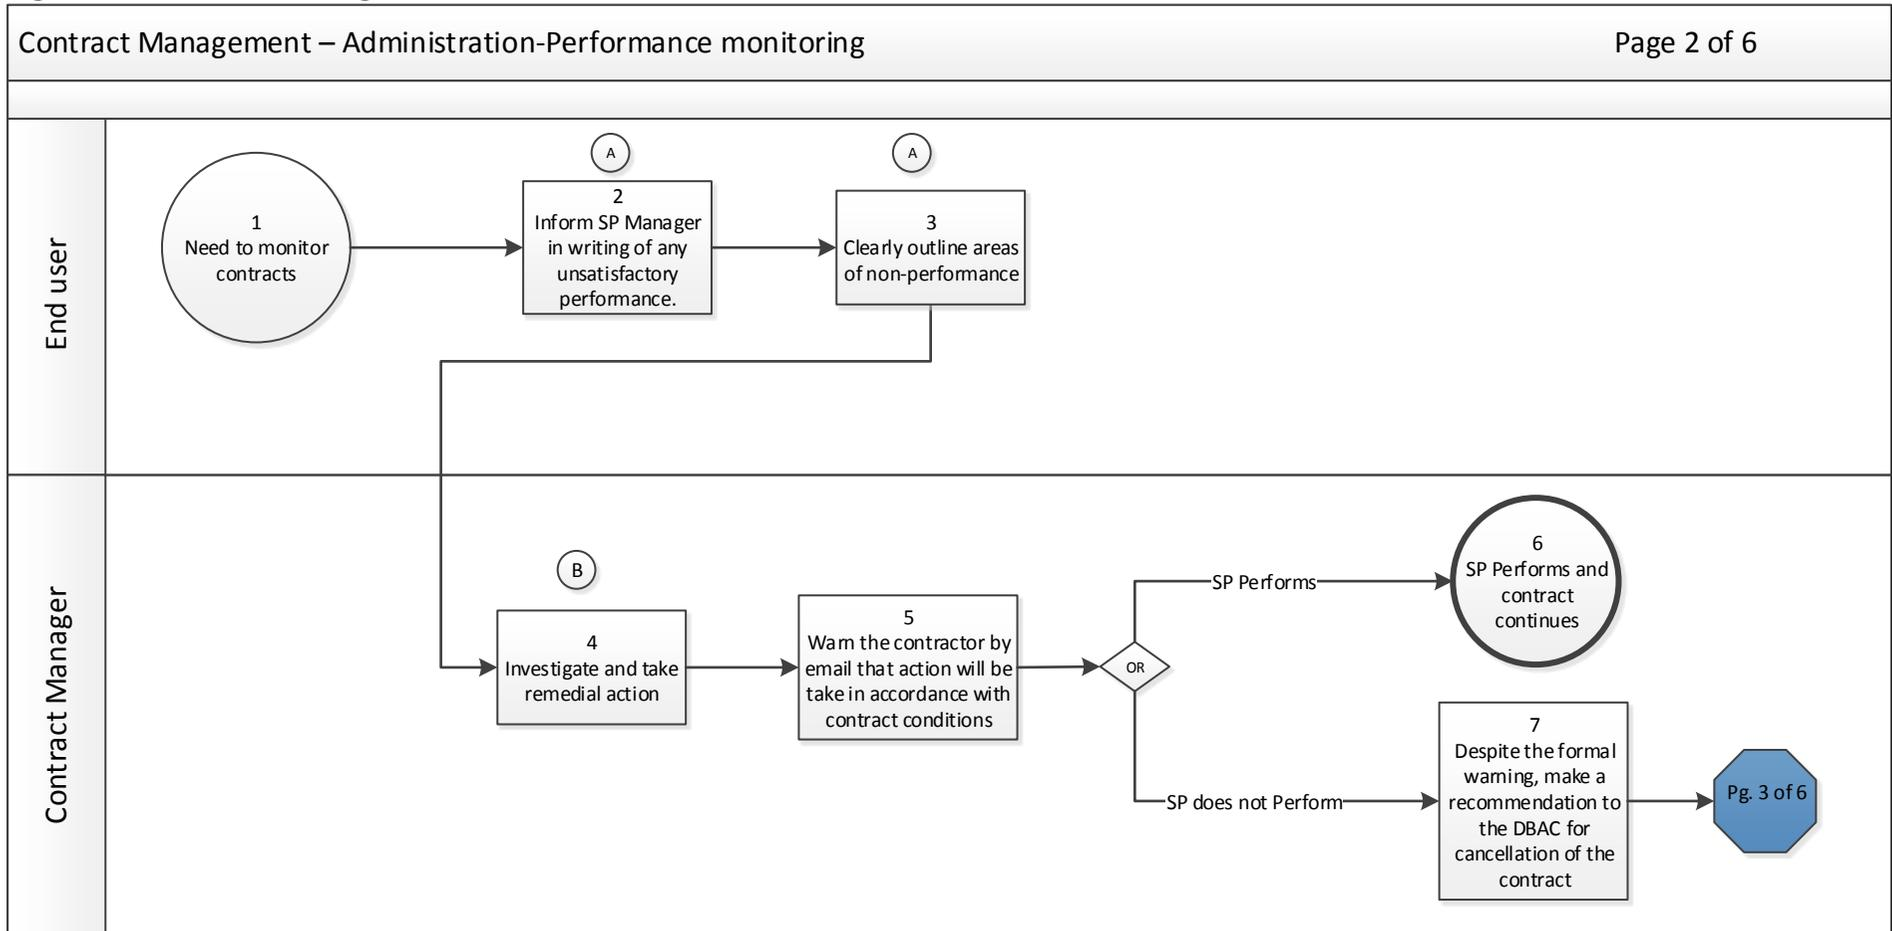 Contract Management – Administration-Performance monitoring
Page 2 of 6
End user
1
Need to monitor
contracts
A
2
Inform SP Manager
in writing of any
unsatisfactory
performance.
A
3
Clearly outline areas
of non-performance
Contract Manager
B
4
Investigate and take
remedial action
5
Warn the contractor by
email that action will be
take in accordance with
contract conditions
OR
SP Performs
6
SP Performs and
contract
continues
SP does not Perform
7
Despite the formal
warning, make a
recommendation to
the DBAC for
cancellation of the
contract
Pg. 3 of 6